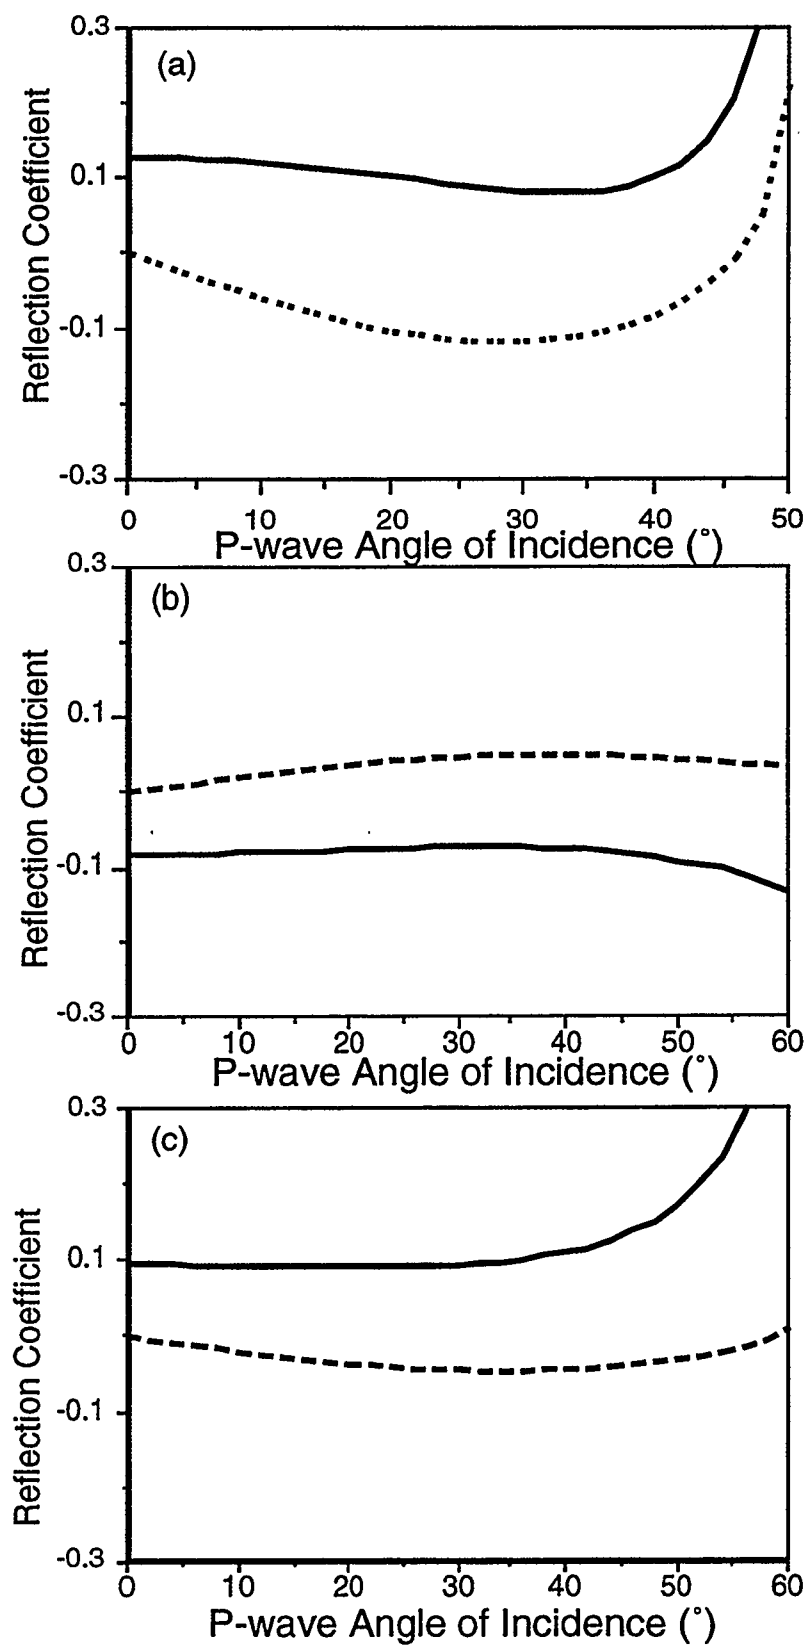 0.3
(a)
Reflection Coefficient
0.1
-0.1
-0.3
0 10 20 30 40 50
P-wave Angle of Incidence (°)
0.3
(b)
Reflection Coefficient
0.1
-0.1
-0.3
0 10 20 30 40 50 60
P-wave Angle of Incidence (°)
0.3
(c)
Reflection Coefficient
0.1
-0.1
-0.3
0 10 20 30 40 50 60
P-wave Angle of Incidence (°)